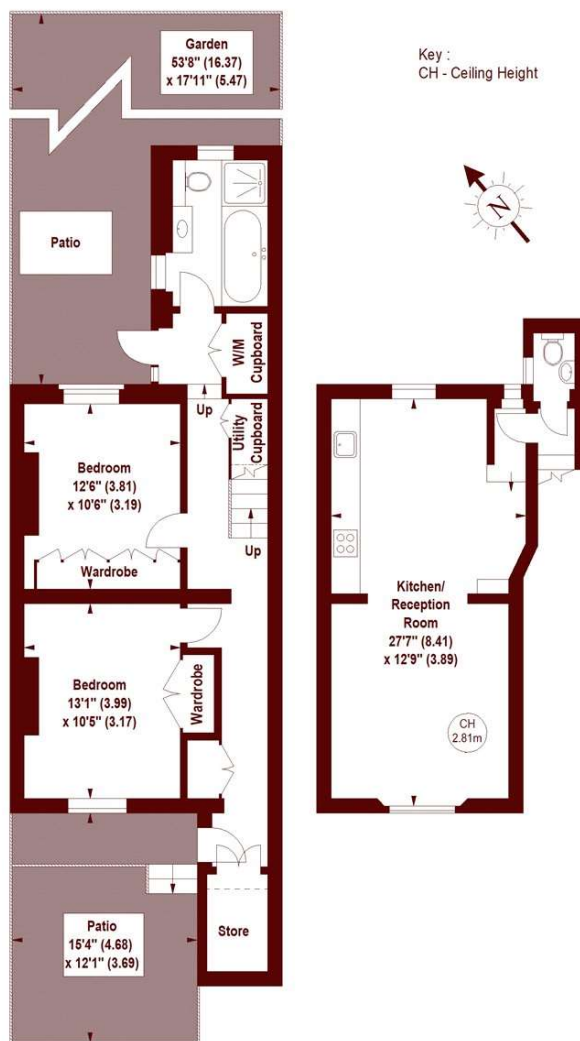 Garden
53'8" (16.37)
x 17'11" (5.47)
Key :
CH - Ceiling Height
N
Patio
W/M
Cupboard
Up
Utility
Cupboard
Bedroom
12'6" (3.81)
x 10'6" (3.19)
Up
Wardrobe
Kitchen/
Reception
Room
27'7" (8.41)
x 12'9" (3.89)
Bedroom
13'1" (3.99)
x 10'5" (3.17)
Wardrobe
CH
2.81m
Patio
15'4" (4.68)
x 12'1" (3.69)
Store